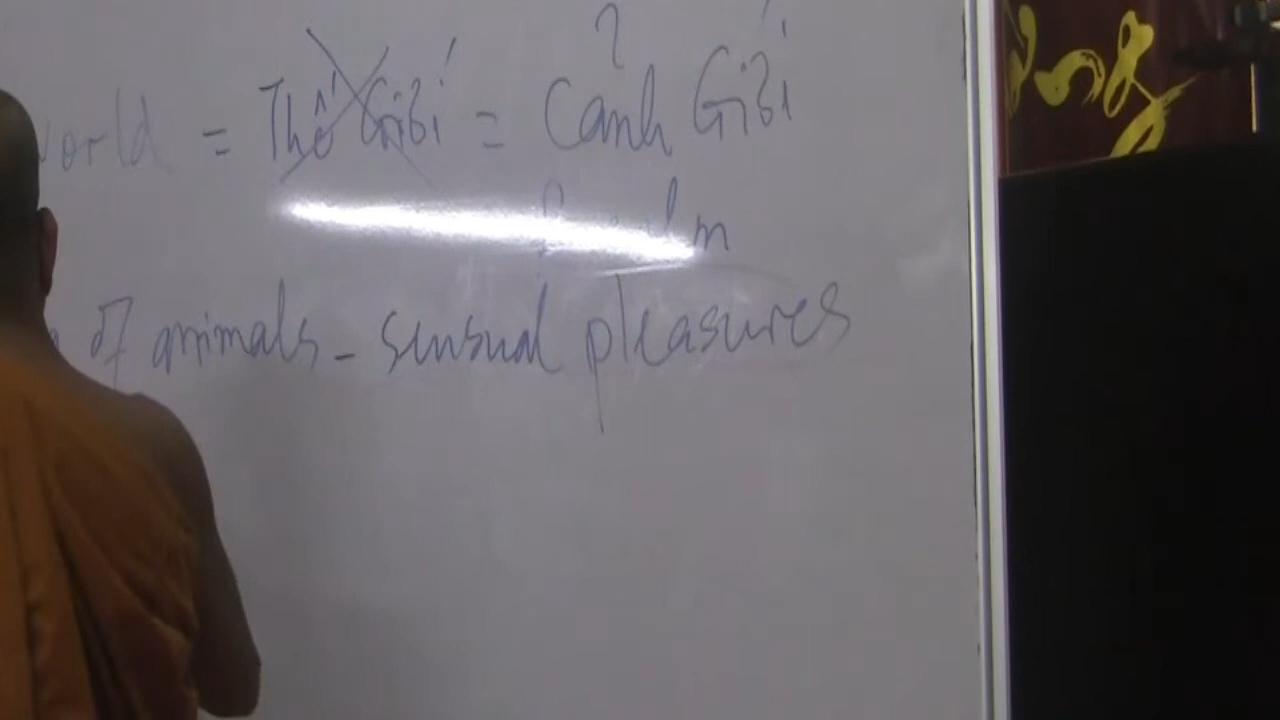 world = Thế Giới = Cảnh Giới
Realm
of animals - sensual pleasures